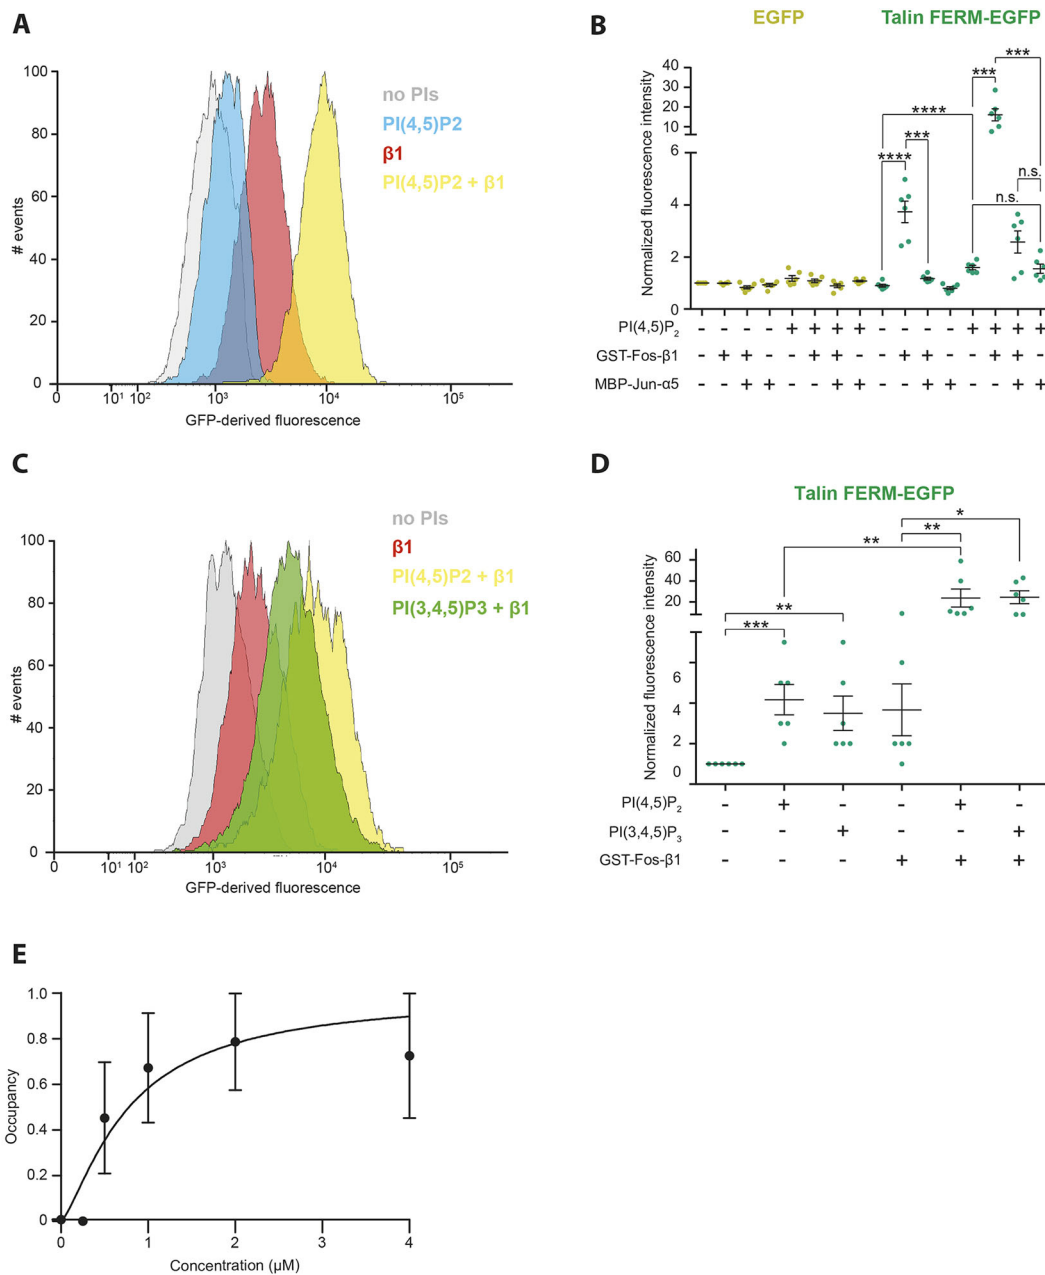 A
100
80
60
40
20
0
# events
0
10¹
10²
10³
10⁴
10⁵
GFP-derived fluorescence
no PIs
PI(4,5)P2
β1
PI(4,5)P2 + β1
B
EGFP
Talin FERM-EGFP
Normalized fluorescence intensity
40
30
20
10
6
4
2
0
****
***
****
***
***
n.s.
n.s.
PI(4,5)P₂ - - - - + + + + - - - - + + + +
GST-Fos-β1 - + + - - + + - - + + - - + + -
MBP-Jun-α5 - - + + - - + + - - + + - - + +
C
100
80
60
40
20
0
# events
0
10¹
10²
10³
10⁴
10⁵
GFP-derived fluorescence
no PIs
β1
PI(4,5)P2 + β1
PI(3,4,5)P3 + β1
D
Talin FERM-EGFP
Normalized fluorescence intensity
60
40
20
6
4
2
0
***
**
**
**
*
PI(4,5)P₂ - + - - + -
PI(3,4,5)P₃ - - + - - +
GST-Fos-β1 - - - + + +
E
Occupancy
1.0
0.8
0.6
0.4
0.2
0
0 1 2 3 4
Concentration (μM)